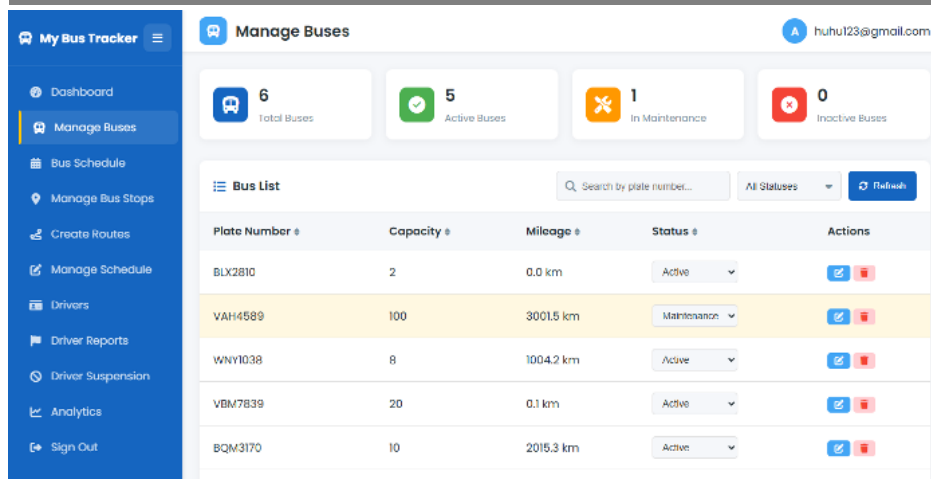 My Bus Tracker
Manage Buses
A huhu123@gmail.com
Dashboard
Manage Buses
Bus Schedule
Manage Bus Stops
Create Routes
Manage Schedule
Drivers
Driver Reports
Driver Suspension
Analytics
Sign Out
6
Total Buses
5
Active Buses
1
In Maintenance
0
Inactive Buses
Bus List
Search by plate number...
All Statuses
Refresh
Plate Number Capacity Mileage Status Actions
BLX2810 2 0.0 km Active
VAH4589 100 3001.5 km Maintenance
WNY1038 8 1004.2 km Active
VBM7839 20 0.1 km Active
BQM3170 10 2015.3 km Active